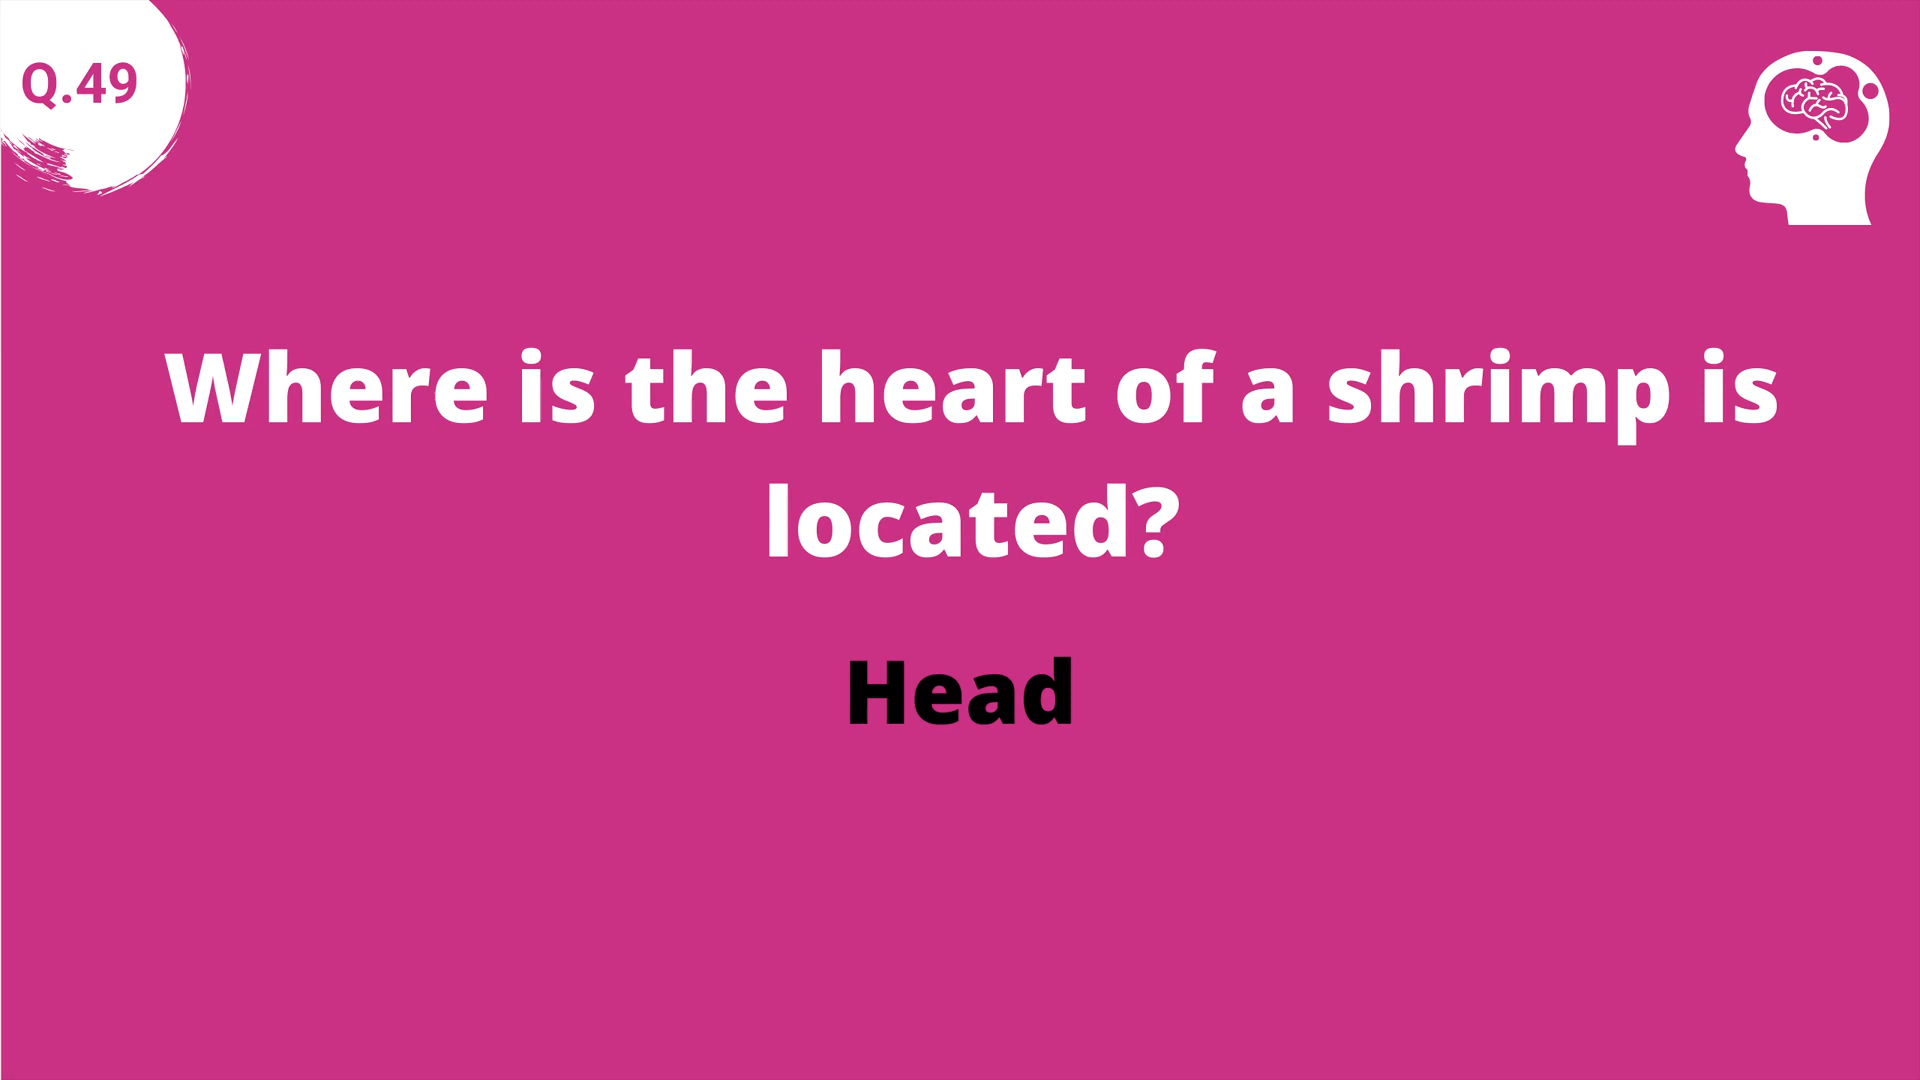 Q.49
Where is the heart of a shrimp is
located?
Head